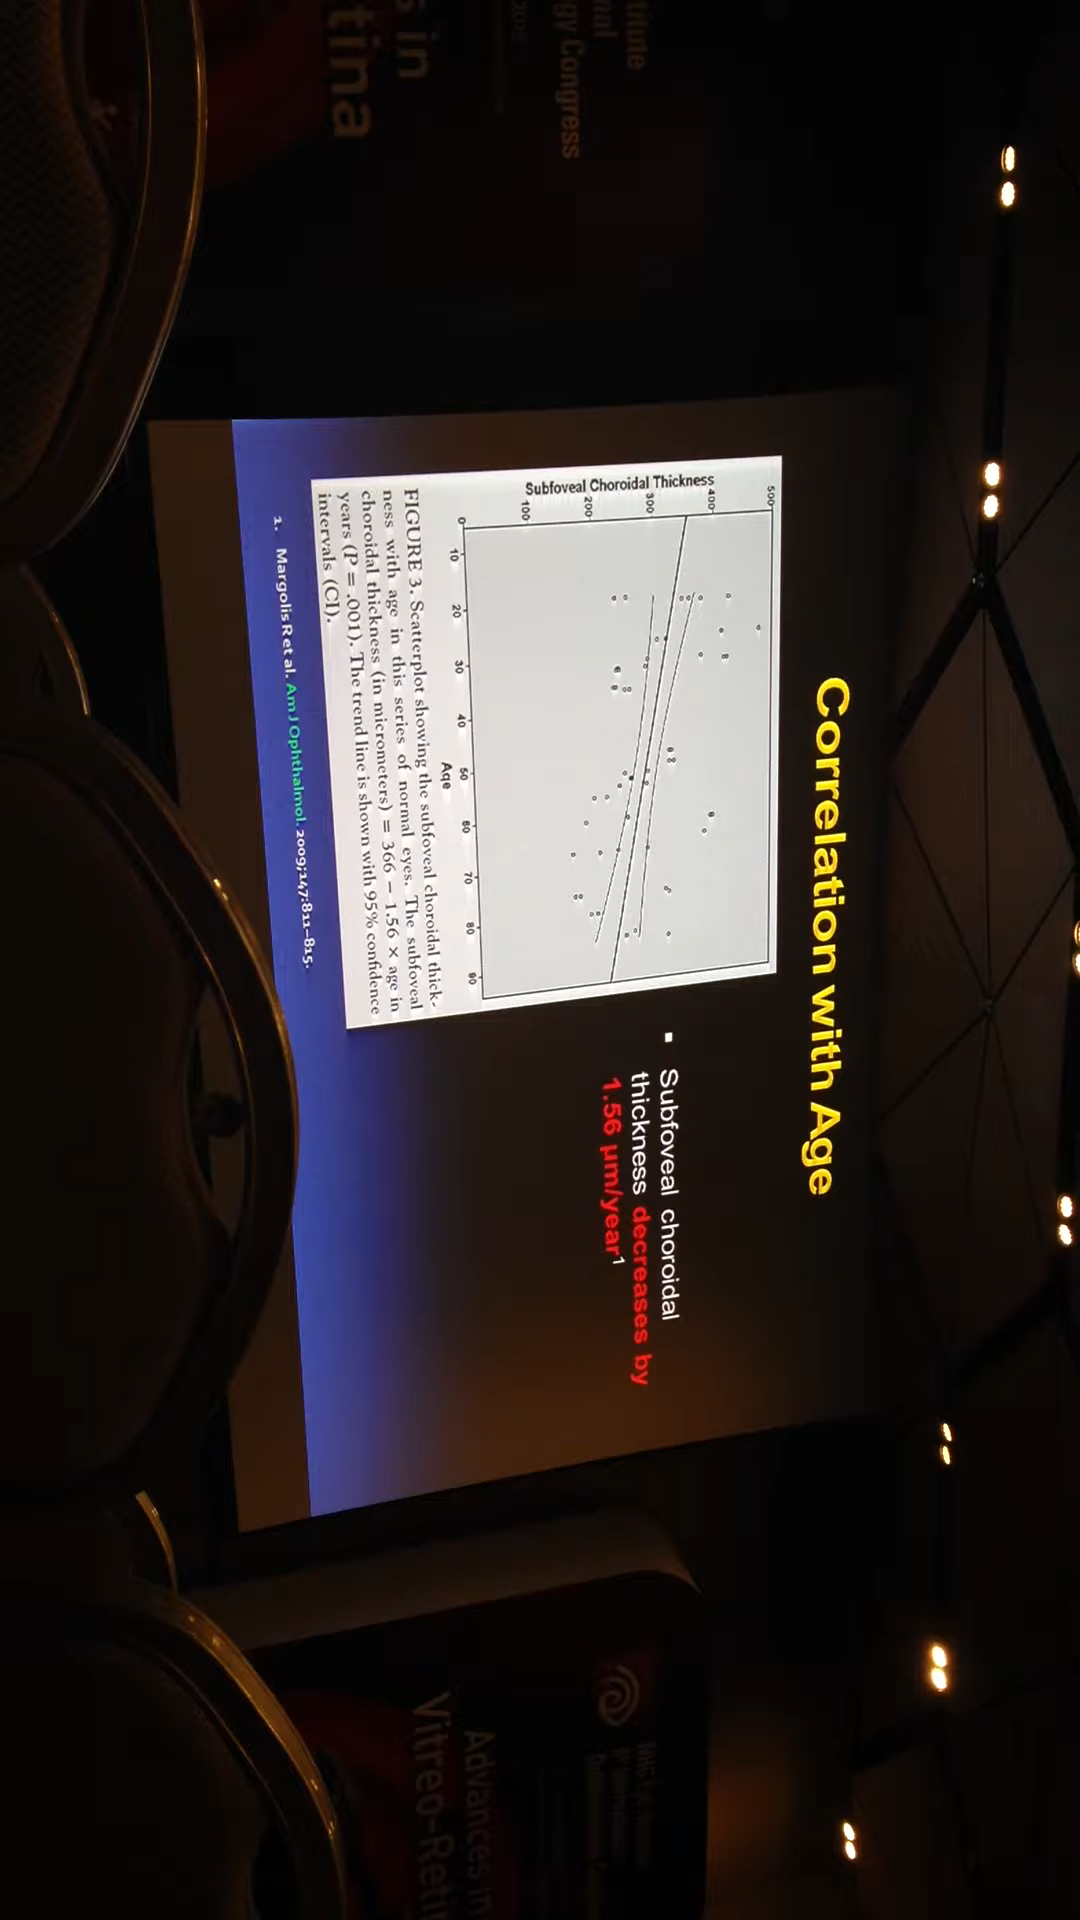 Correlation with Age
500
400
300
200
100
0
Subfoveal Choroidal Thickness
10
20
30
40
50
60
70
80
90
Age
FIGURE 3. Scatterplot showing the subfoveal choroidal thick-
ness with age in this series of normal eyes. The subfoveal
choroidal thickness (in micrometers) = 366 − 1.56 × age in
years (P = .001). The trend line is shown with 95% confidence
intervals (CI).
▪ Subfoveal choroidal
thickness decreases by
1.56 µm/year¹
1. Margolis R et al. Am J Ophthalmol. 2009;147:811–815.
titute
gy Congress
s in
tina
Advances in
Vitreo-Reti